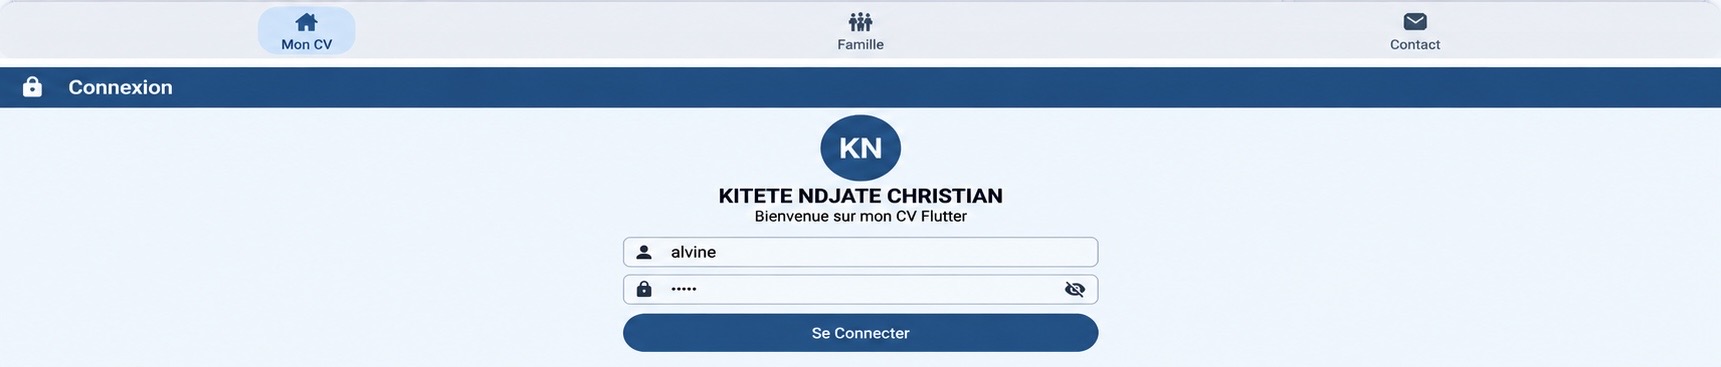 Mon CV
Famille
Contact
Connexion
KN
KITETE NDJATE CHRISTIAN
Bienvenue sur mon CV Flutter
alvine
•••••
Se Connecter